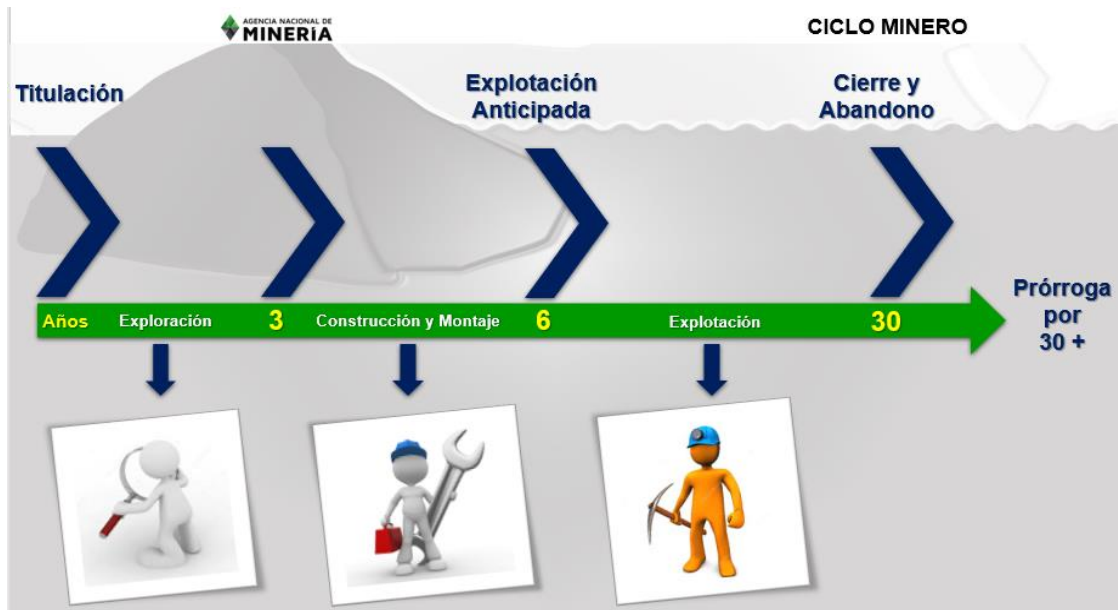 AGENCIA NACIONAL DE
MINERÍA
CICLO MINERO
Titulación
Explotación
Anticipada
Cierre y
Abandono
Años Exploración 3 Construcción y Montaje 6 Explotación 30
Prórroga
por
30 +